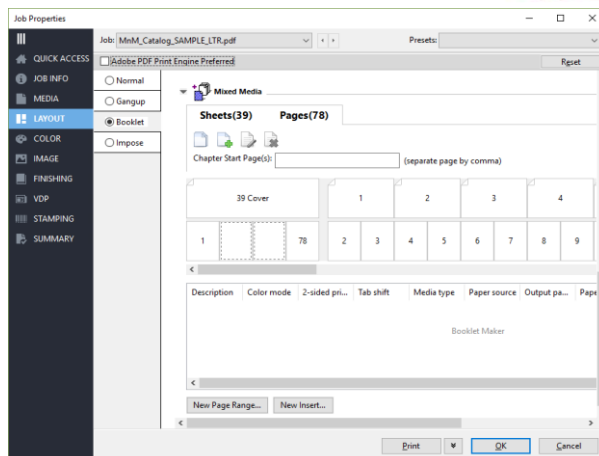 Job Properties
Job: MnM_Catalog_SAMPLE_LTR.pdf
Presets:
Adobe PDF Print Engine Preferred
Reset
QUICK ACCESS
JOB INFO
MEDIA
LAYOUT
COLOR
IMAGE
FINISHING
VDP
STAMPING
SUMMARY
Normal
Gangup
Booklet
Impose
Mixed Media
Sheets(39) Pages(78)
Chapter Start Page(s): (separate page by comma)
39 Cover 1 2 3 4
1 78 2 3 4 5 6 7 8 9
Description Color mode 2-sided pri... Tab shift Media type Paper source Output pa... Pape
Booklet Maker
New Page Range... New Insert...
Print OK Cancel